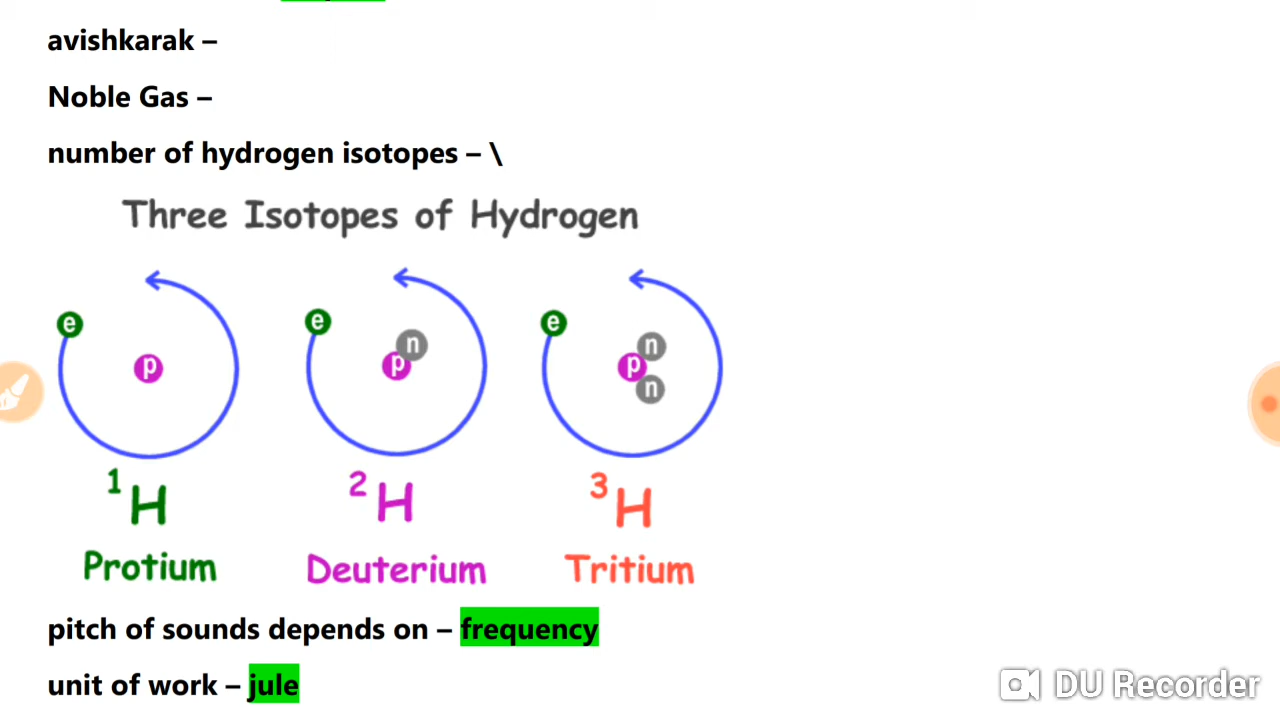 avishkarak –
Noble Gas –
number of hydrogen isotopes – \
Three Isotopes of Hydrogen
e p
e n p
e n p n
1H 2H 3H
Protium Deuterium Tritium
pitch of sounds depends on – frequency
unit of work – jule
DU Recorder